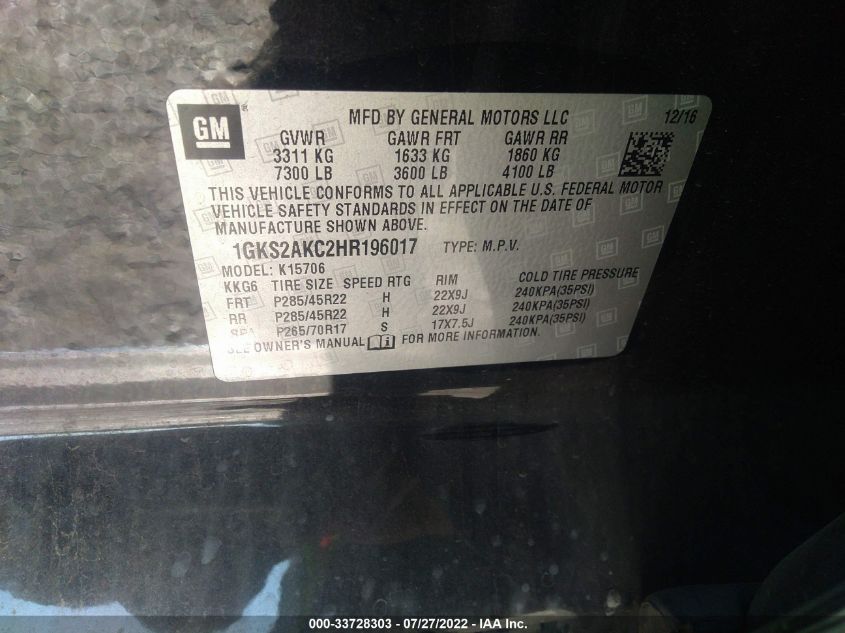 GM ®
MFD BY GENERAL MOTORS LLC 12/16
GVWR GAWR FRT GAWR RR
3311 KG 1633 KG 1860 KG
7300 LB 3600 LB 4100 LB
THIS VEHICLE CONFORMS TO ALL APPLICABLE U.S. FEDERAL MOTOR
VEHICLE SAFETY STANDARDS IN EFFECT ON THE DATE OF
MANUFACTURE SHOWN ABOVE.
1GKS2AKC2HR196017 TYPE: M.P.V.
MODEL: K15706
KKG6 TIRE SIZE SPEED RTG RIM COLD TIRE PRESSURE
FRT P285/45R22 H 22X9J 240KPA(35PSI)
RR P285/45R22 H 22X9J 240KPA(35PSI)
SPA P265/70R17 S 17X7.5J 240KPA(35PSI)
SEE OWNER'S MANUAL FOR MORE INFORMATION.
000-33728303 / 07/27/2022 - IAA Inc.